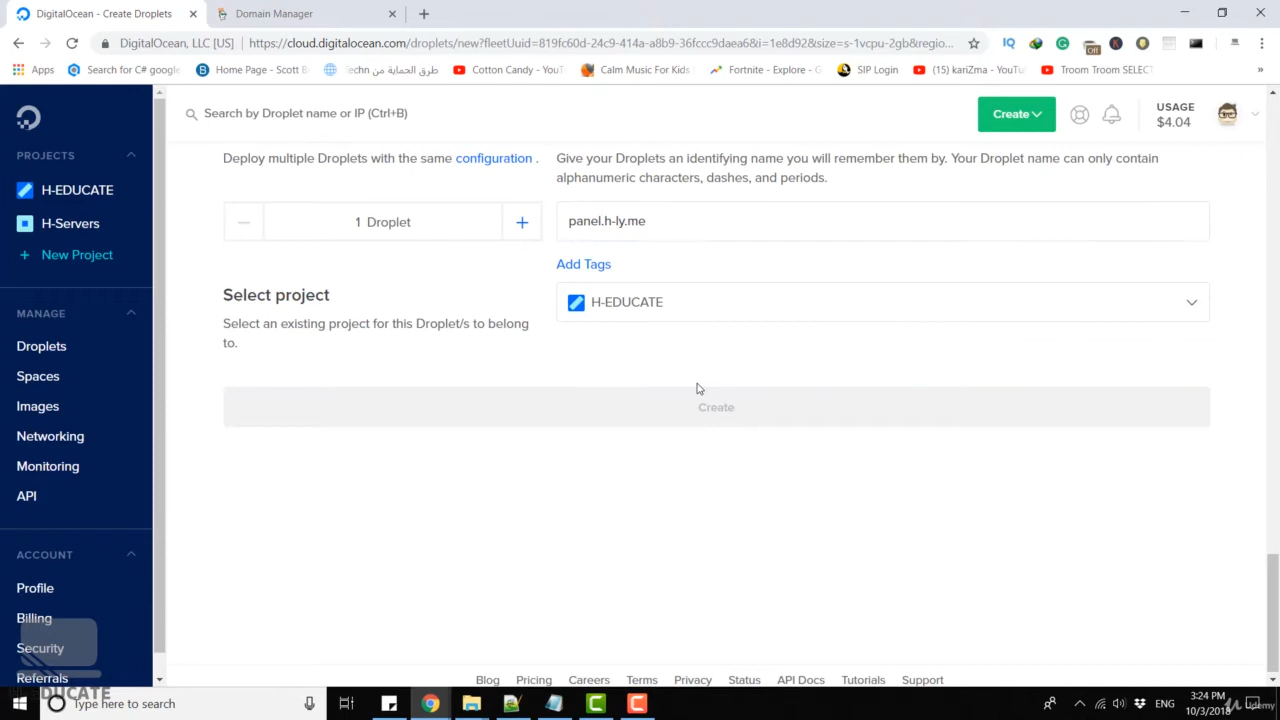 DigitalOcean - Create Droplets
Domain Manager
DigitalOcean, LLC [US]
https://cloud.digitalocean.com/droplets/new?fleetUuid=819fc60d-24c9-414a-a8b9-36fccc9daea6&i=1e8d92&size=s-1vcpu-2gb&regio...
Off
Apps
Search for C# google
Home Page - Scott B
طرق الحماية من Techn
Cotton Candy - YouT
Calm Music For Kids
Fortnite - Explore - G
SIP Login
(15) kariZma - YouTu
Troom Troom SELECT
»
Search by Droplet name or IP (Ctrl+B)
Create
USAGE
$4.04
PROJECTS
H-EDUCATE
H-Servers
+ New Project
MANAGE
Droplets
Spaces
Images
Networking
Monitoring
API
ACCOUNT
Profile
Billing
Security
Referrals
Deploy multiple Droplets with the same configuration .
1 Droplet
Give your Droplets an identifying name you will remember them by. Your Droplet name can only contain
alphanumeric characters, dashes, and periods.
panel.h-ly.me
Add Tags
Select project
Select an existing project for this Droplet/s to belong
to.
H-EDUCATE
Create
Blog
Pricing
Careers
Terms
Privacy
Status
API Docs
Tutorials
Support
H-EDUCATE
Type here to search
ENG
3:24 PM
10/3/2018
Udemy